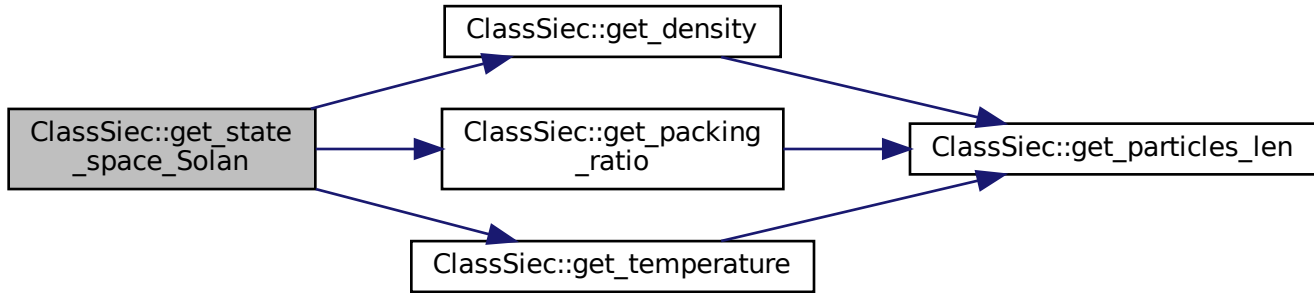 ClassSiec::get_state
_space_Solan
ClassSiec::get_density
ClassSiec::get_packing
_ratio
ClassSiec::get_temperature
ClassSiec::get_particles_len